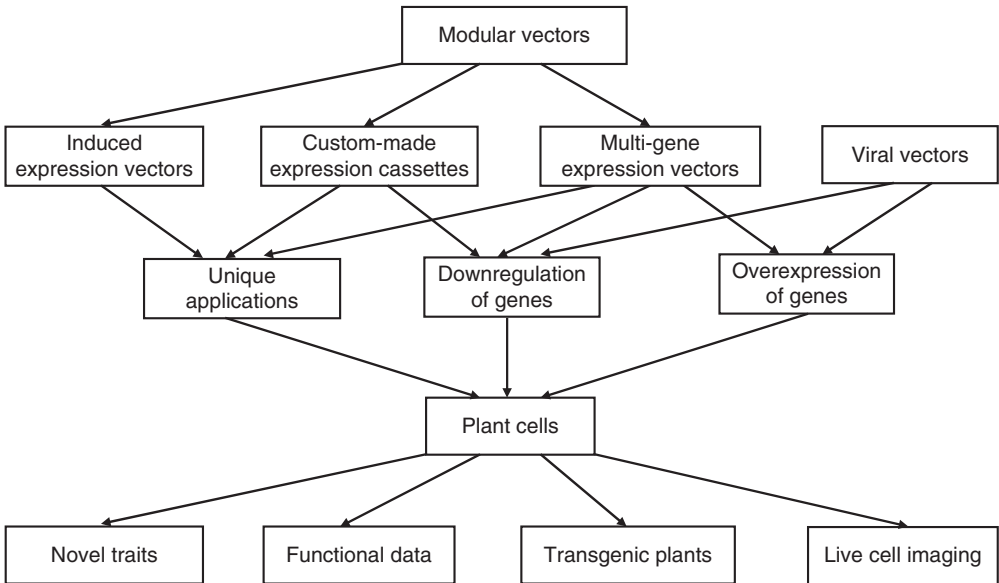 Modular vectors
Induced
expression vectors
Custom-made
expression cassettes
Multi-gene
expression vectors
Viral vectors
Unique
applications
Downregulation
of genes
Overexpression
of genes
Plant cells
Novel traits
Functional data
Transgenic plants
Live cell imaging